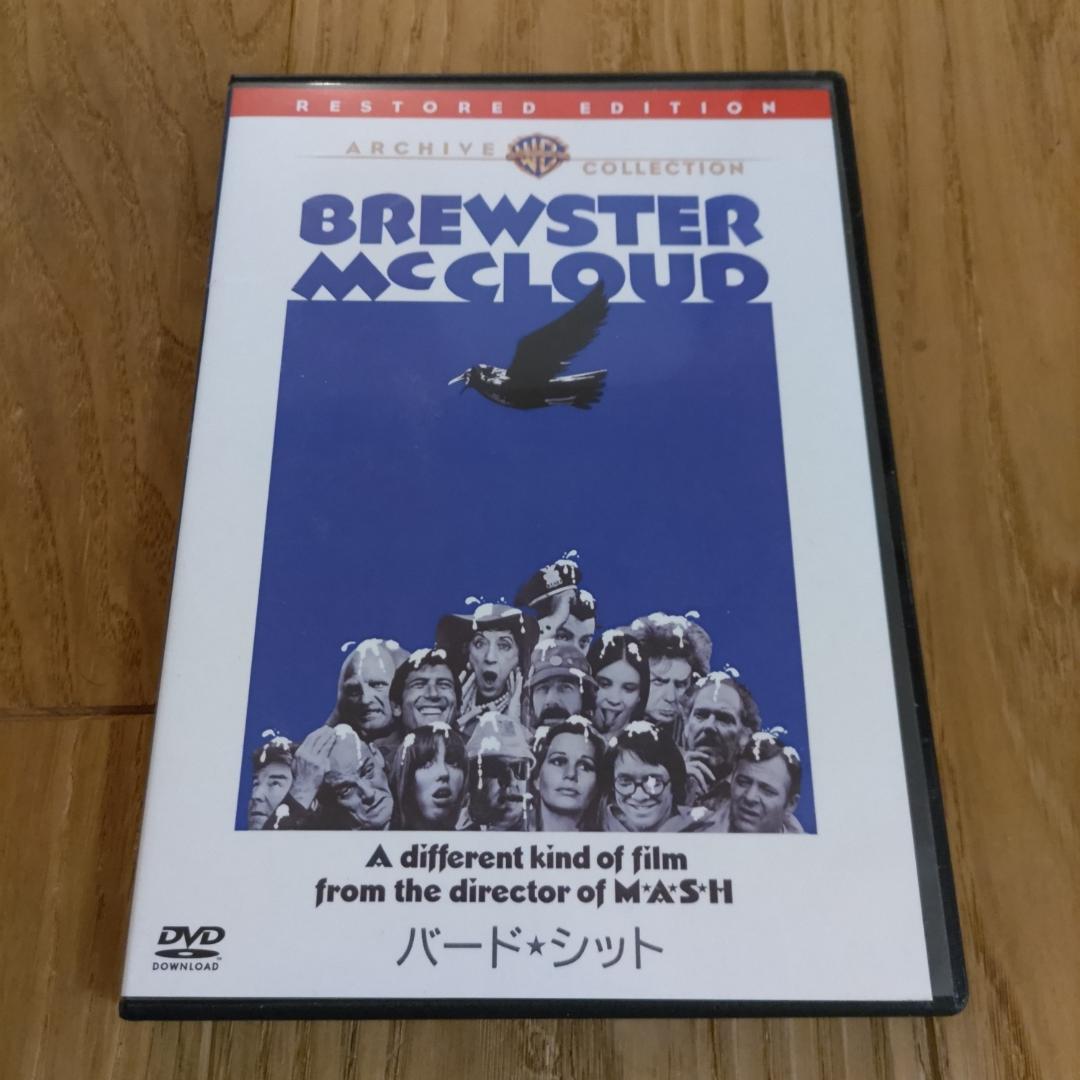 RESTORED EDITION
ARCHIVE WB COLLECTION
BREWSTER
McCLOUD
A different kind of film
from the director of M★A★S★H
バード★シット
DVD
DOWNLOAD